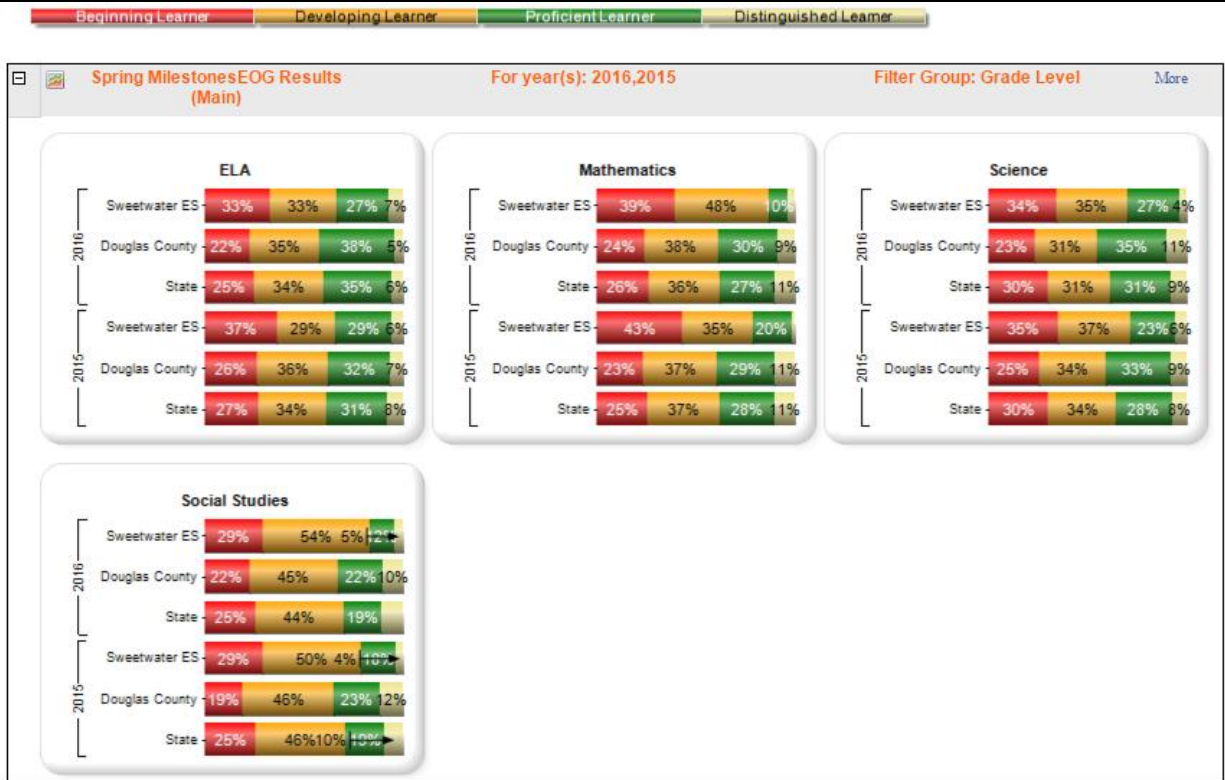 Beginning Learner Developing Learner Proficient Learner Distinguished Learner
Spring MilestonesEOG Results For year(s): 2016,2015 Filter Group: Grade Level More
(Main)
ELA
2016
Sweetwater ES 33% 33% 27% 7%
Douglas County 22% 35% 38% 5%
State 25% 34% 35% 6%
2015
Sweetwater ES 37% 29% 29% 6%
Douglas County 26% 36% 32% 7%
State 27% 34% 31% 8%
Mathematics
2016
Sweetwater ES 39% 48% 10%
Douglas County 24% 38% 30% 9%
State 26% 36% 27% 11%
2015
Sweetwater ES 43% 35% 20%
Douglas County 23% 37% 29% 11%
State 25% 37% 28% 11%
Science
2016
Sweetwater ES 34% 35% 27% 4%
Douglas County 23% 31% 35% 11%
State 30% 31% 31% 9%
2015
Sweetwater ES 35% 37% 23% 6%
Douglas County 25% 34% 33% 9%
State 30% 34% 28% 8%
Social Studies
2016
Sweetwater ES 29% 54% 5% 12%
Douglas County 22% 45% 22% 10%
State 25% 44% 19%
2015
Sweetwater ES 29% 50% 4%
Douglas County 19% 46% 23% 12%
State 25% 46% 10%